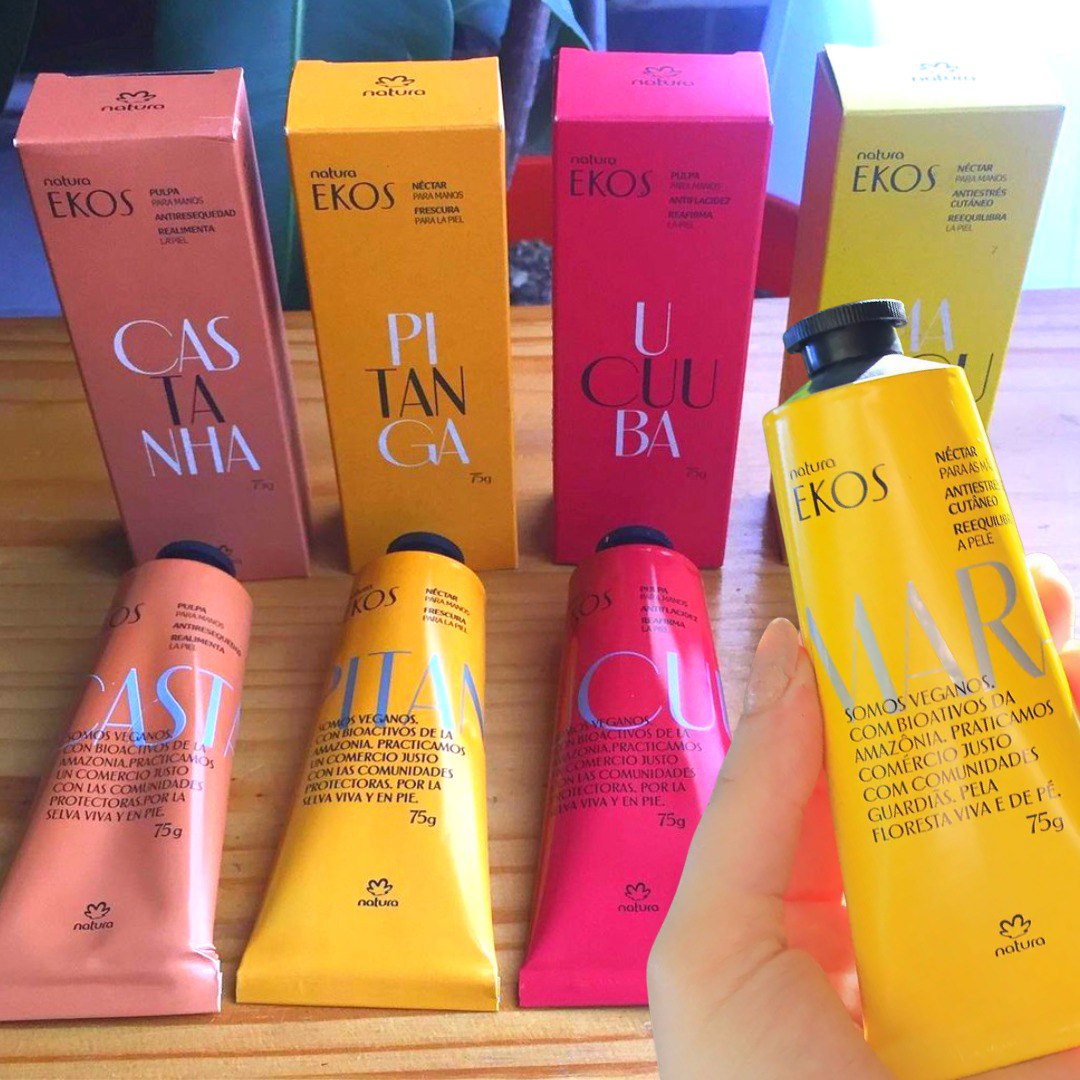 natura
natura
EKOS
PULPA
PARA MANOS
ANTIRESEQUEDAD
REALIMENTA
LA PIEL
CAS
TA
NHA
75g
natura
natura
EKOS
NÉCTAR
PARA MANOS
FRESCURA
PARA LA PIEL
PI
TAN
GA
75g
natura
natura
EKOS
PULPA
PARA MANOS
ANTIFLACIDEZ
REAFIRMA
LA PIEL
U
CUU
BA
75g
natura
natura
EKOS
NÉCTAR
PARA MANOS
ANTIESTRÉS
CUTÁNEO
REEQUILIBRA
LA PIEL
EKOS
PULPA
PARA MANOS
ANTIRESEQUEDAD
REALIMENTA
LA PIEL
CAST
SOMOS VEGANOS.
CON BIOACTIVOS DE LA
AMAZONIA.PRACTICAMOS
UN COMERCIO JUSTO
CON LAS COMUNIDADES
PROTECTORAS. POR LA
SELVA VIVA Y EN PIE.
75g
natura
EKOS
NÉCTAR
PARA MANOS
FRESCURA
PARA LA PIEL
PITAN
SOMOS VEGANOS.
CON BIOACTIVOS DE LA
AMAZONIA. PRACTICAMOS
UN COMERCIO JUSTO
CON LAS COMUNIDADES
PROTECTORAS. POR LA
SELVA VIVA Y EN PIE.
75g
natura
PULPA
PARA MANOS
ANTIFLACIDEZ
REAFIRMA
LA PIEL
CU
SOMOS VEGANOS.
CON BIOACTIVOS DE LA
AMAZONIA. PRACTICAMOS
UN COMERCIO JUSTO
CON LAS COMUNIDADES
PROTECTORAS. POR LA
SELVA VIVA Y EN PIE.
75g
natura
natura
EKOS
NÉCTAR
PARA AS
ANTIESTRE
CUTÂNEO
REEQUILIB
A PELE
MAR
SOMOS VEGANOS.
COM BIOATIVOS DA
AMAZÔNIA. PRATICAMOS
COMÉRCIO JUSTO
COM COMUNIDADES
GUARDIÃS. PELA
FLORESTA VIVA E DE PÉ.
75g
natura